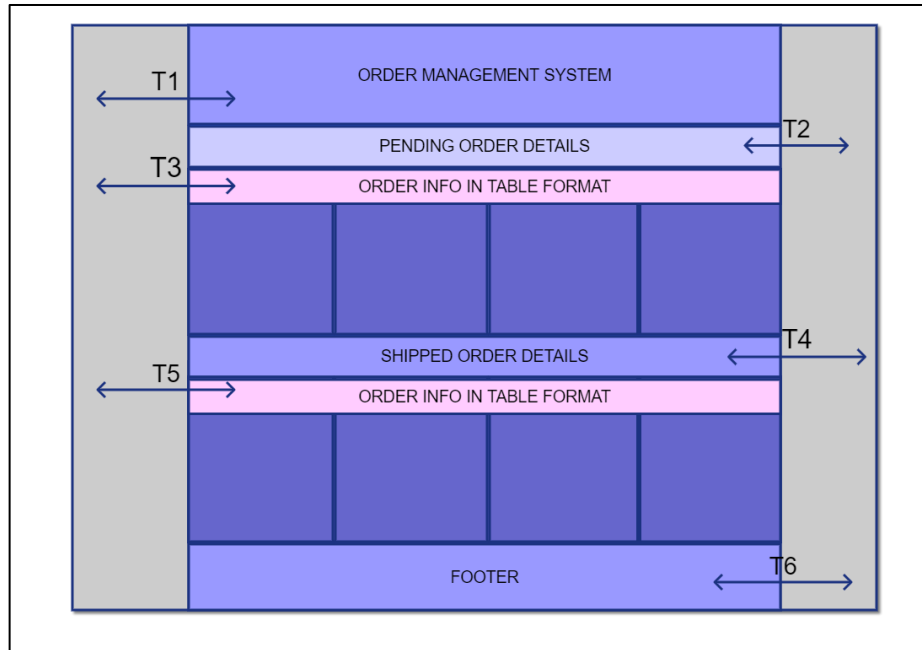 ORDER MANAGEMENT SYSTEM
T1
T2
PENDING ORDER DETAILS
T3
ORDER INFO IN TABLE FORMAT
T4
SHIPPED ORDER DETAILS
T5
ORDER INFO IN TABLE FORMAT
T6
FOOTER